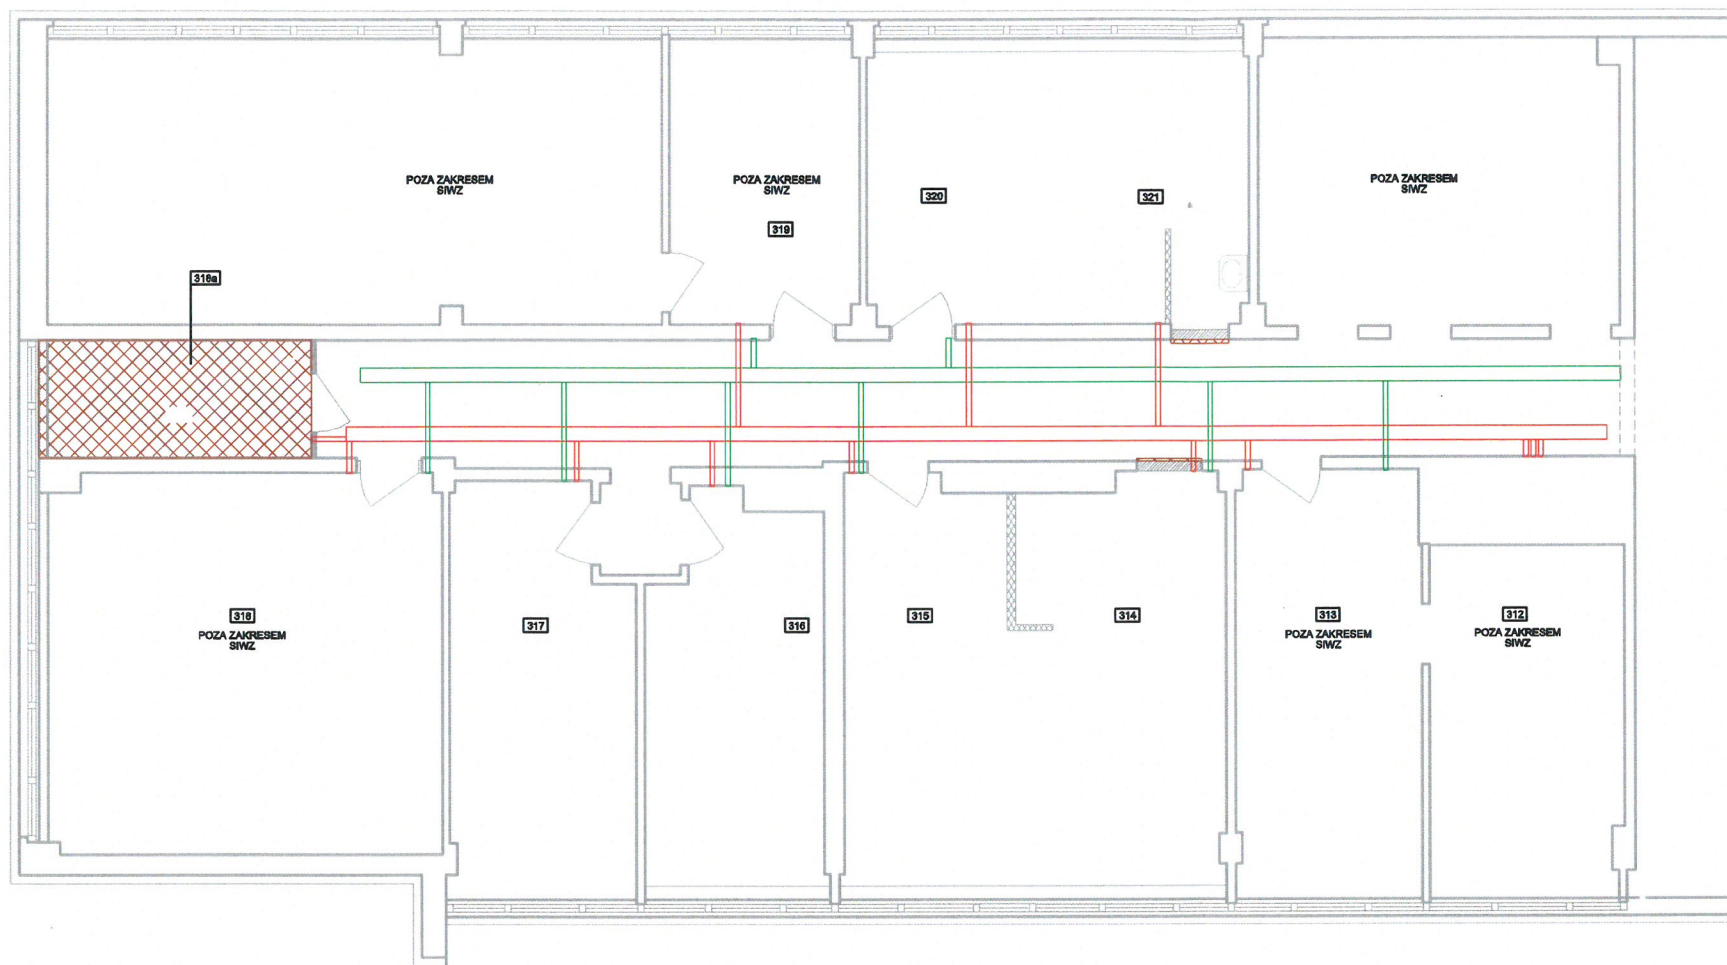 POZA ZAKRESEM
SIWZ
POZA ZAKRESEM
SIWZ
319
320
321
POZA ZAKRESEM
SIWZ
318a
318
POZA ZAKRESEM
SIWZ
317
316
315
314
313
POZA ZAKRESEM
SIWZ
312
POZA ZAKRESEM
SIWZ